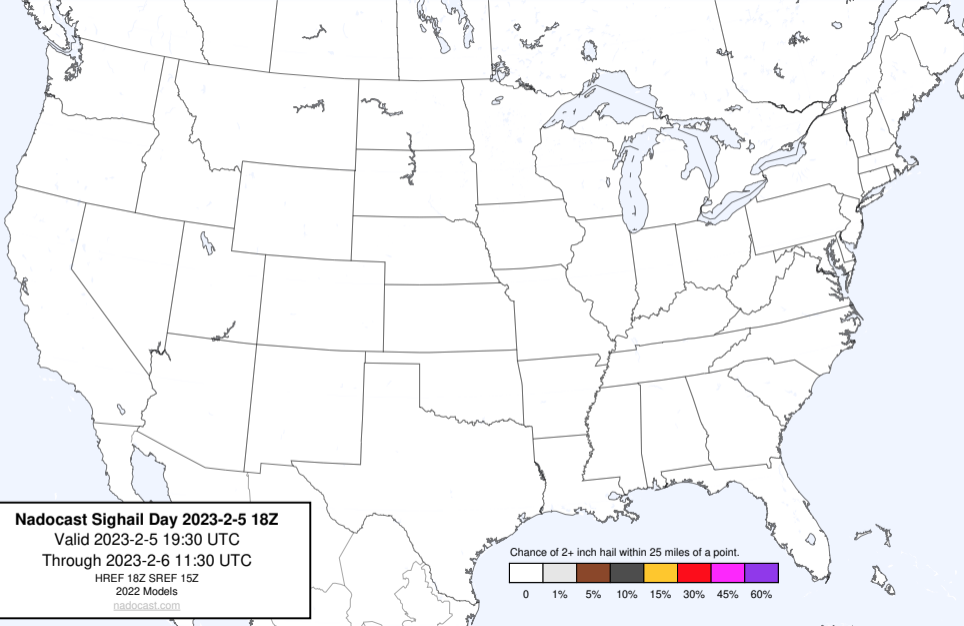 Nadocast Sighail Day 2023-2-5 18Z
Valid 2023-2-5 19:30 UTC
Through 2023-2-6 11:30 UTC
HREF 18Z SREF 15Z
2022 Models
nadocast.com
Chance of 2+ inch hail within 25 miles of a point.
0 1% 5% 10% 15% 30% 45% 60%